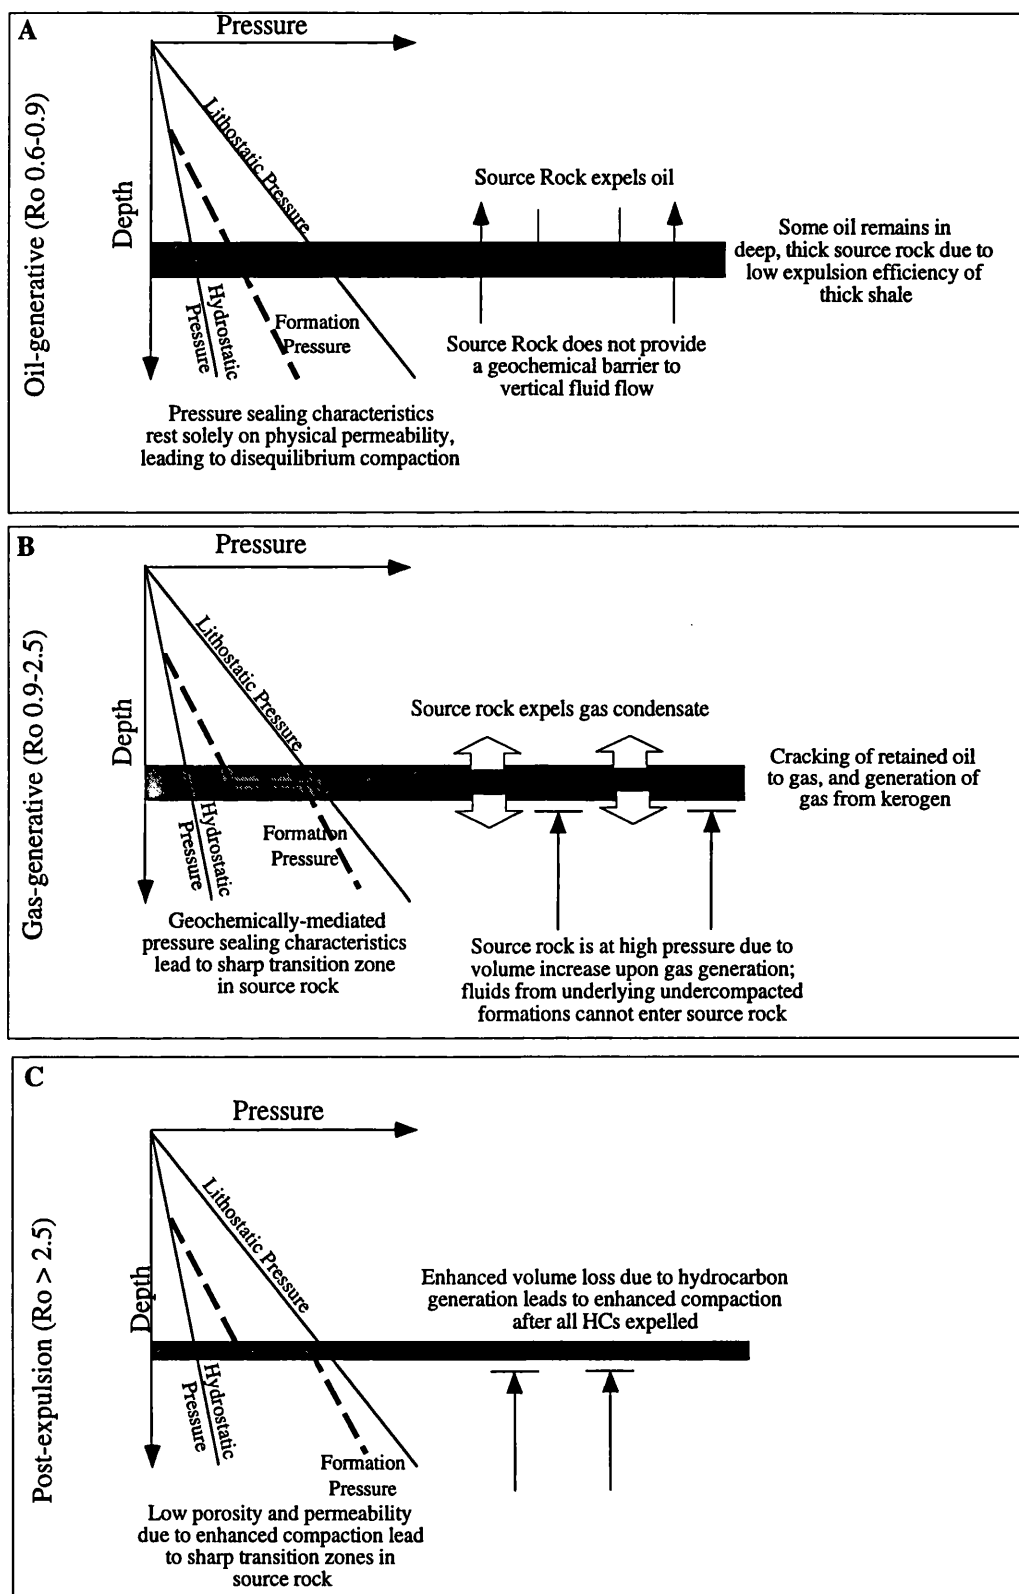 A
Pressure
Oil-generative (Ro 0.6-0.9)
Depth
Lithostatic Pressure
Source Rock expels oil
Some oil remains in
deep, thick source rock due to
low expulsion efficiency of
thick shale
Hydrostatic
Pressure
Formation
Pressure
Source Rock does not provide
a geochemical barrier to
vertical fluid flow
Pressure sealing characteristics
rest solely on physical permeability,
leading to disequilibrium compaction
B
Pressure
Gas-generative (Ro 0.9-2.5)
Depth
Lithostatic Pressure
Source rock expels gas condensate
Cracking of retained oil
to gas, and generation of
gas from kerogen
Hydrostatic
Pressure
Formation
Pressure
Geochemically-mediated
pressure sealing characteristics
lead to sharp transition zone
in source rock
Source rock is at high pressure due to
volume increase upon gas generation;
fluids from underlying undercompacted
formations cannot enter source rock
C
Pressure
Post-expulsion (Ro > 2.5)
Depth
Lithostatic Pressure
Enhanced volume loss due to hydrocarbon
generation leads to enhanced compaction
after all HCs expelled
Hydrostatic
Pressure
Formation
Pressure
Low porosity and permeability
due to enhanced compaction lead
to sharp transition zones in
source rock